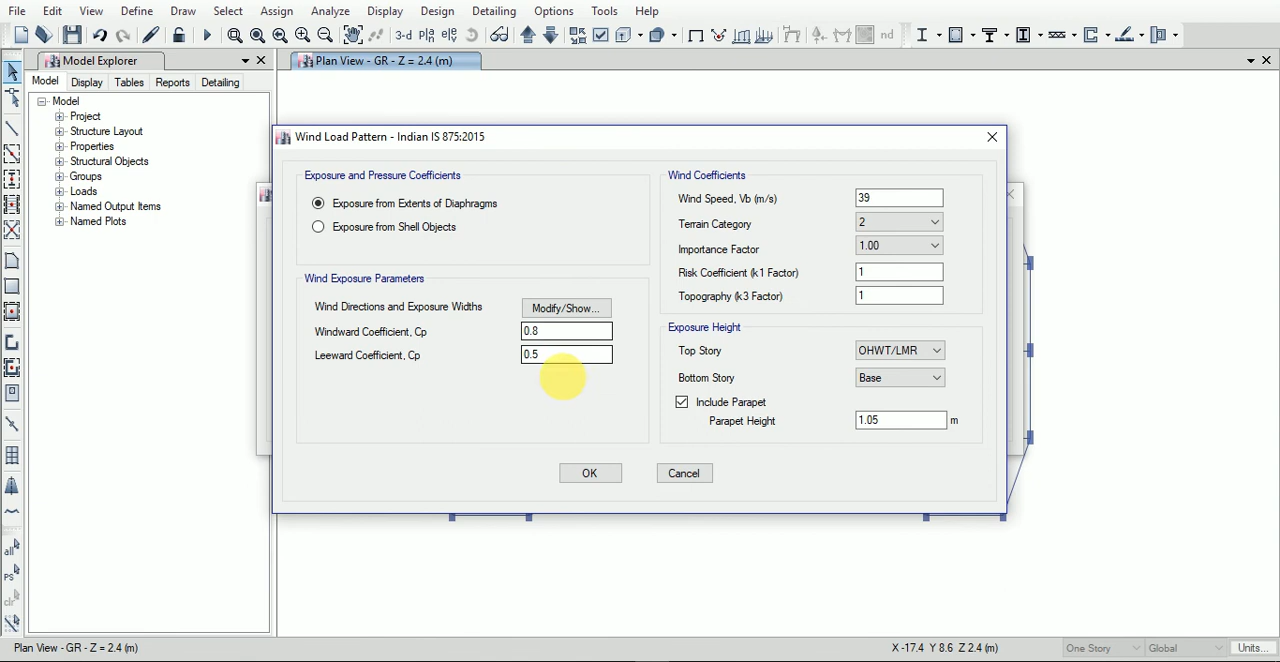 File Edit View Define Draw Select Assign Analyze Display Design Detailing Options Tools Help
3-d nd
Model Explorer
Plan View - GR - Z = 2.4 (m)
Model Display Tables Reports Detailing
Model
Project
Structure Layout
Properties
Structural Objects
Groups
Loads
Named Output Items
Named Plots
Wind Load Pattern - Indian IS 875:2015
Exposure and Pressure Coefficients
Exposure from Extents of Diaphragms
Exposure from Shell Objects
Wind Exposure Parameters
Wind Directions and Exposure Widths Modify/Show...
Windward Coefficient, Cp 0.8
Leeward Coefficient, Cp 0.5
Wind Coefficients
Wind Speed, Vb (m/s) 39
Terrain Category 2
Importance Factor 1.00
Risk Coefficient (k1 Factor) 1
Topography (k3 Factor) 1
Exposure Height
Top Story OHWT/LMR
Bottom Story Base
Include Parapet
Parapet Height 1.05 m
OK Cancel
all
PS
clr
Plan View - GR - Z = 2.4 (m) X -17.4 Y 8.6 Z 2.4 (m) One Story Global Units...